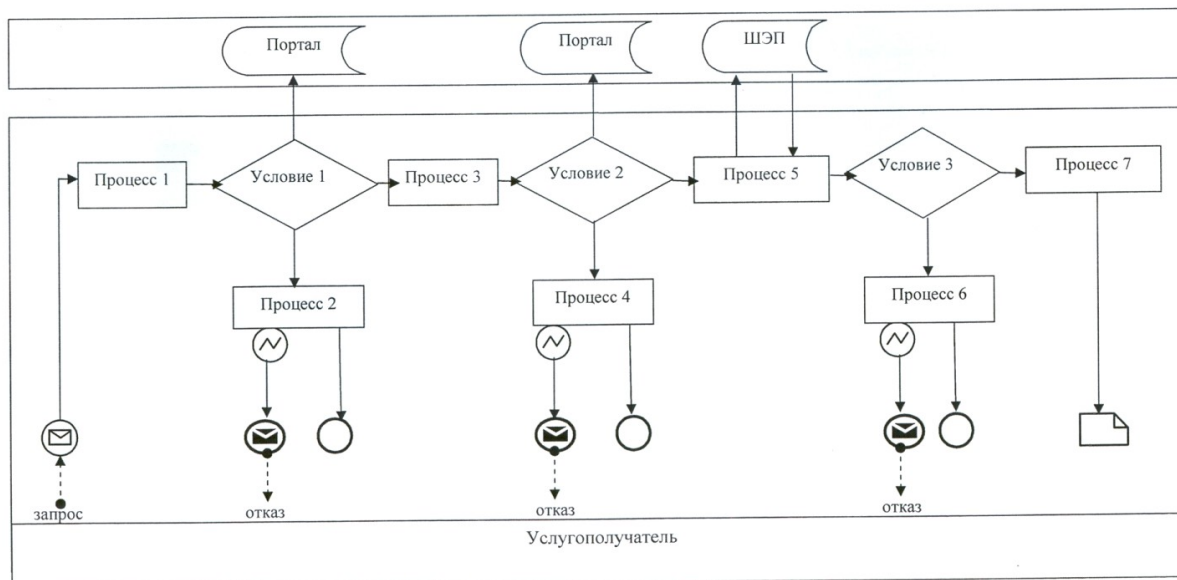 Портал
Портал
ШЭП
Процесс 1
Условие 1
Процесс 3
Условие 2
Процесс 5
Условие 3
Процесс 7
Процесс 2
Процесс 4
Процесс 6
запрос
отказ
отказ
отказ
Услугополучатель